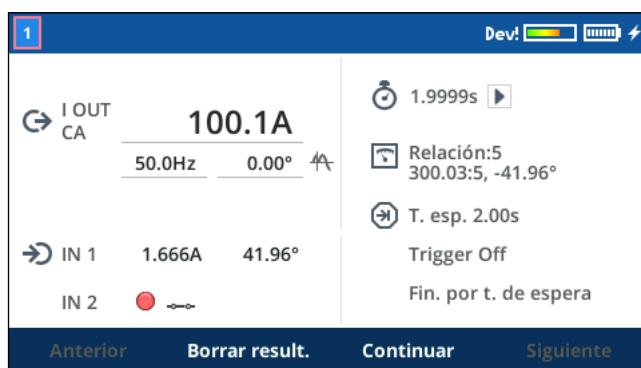 1
Dev!
I OUT
CA
100.1A
50.0Hz 0.00°
1.9999s
Relación:5
300.03:5, -41.96°
T. esp. 2.00s
IN 1 1.666A 41.96°
Trigger Off
IN 2
Fin. por t. de espera
Anterior Borrar result. Continuar Siguiente